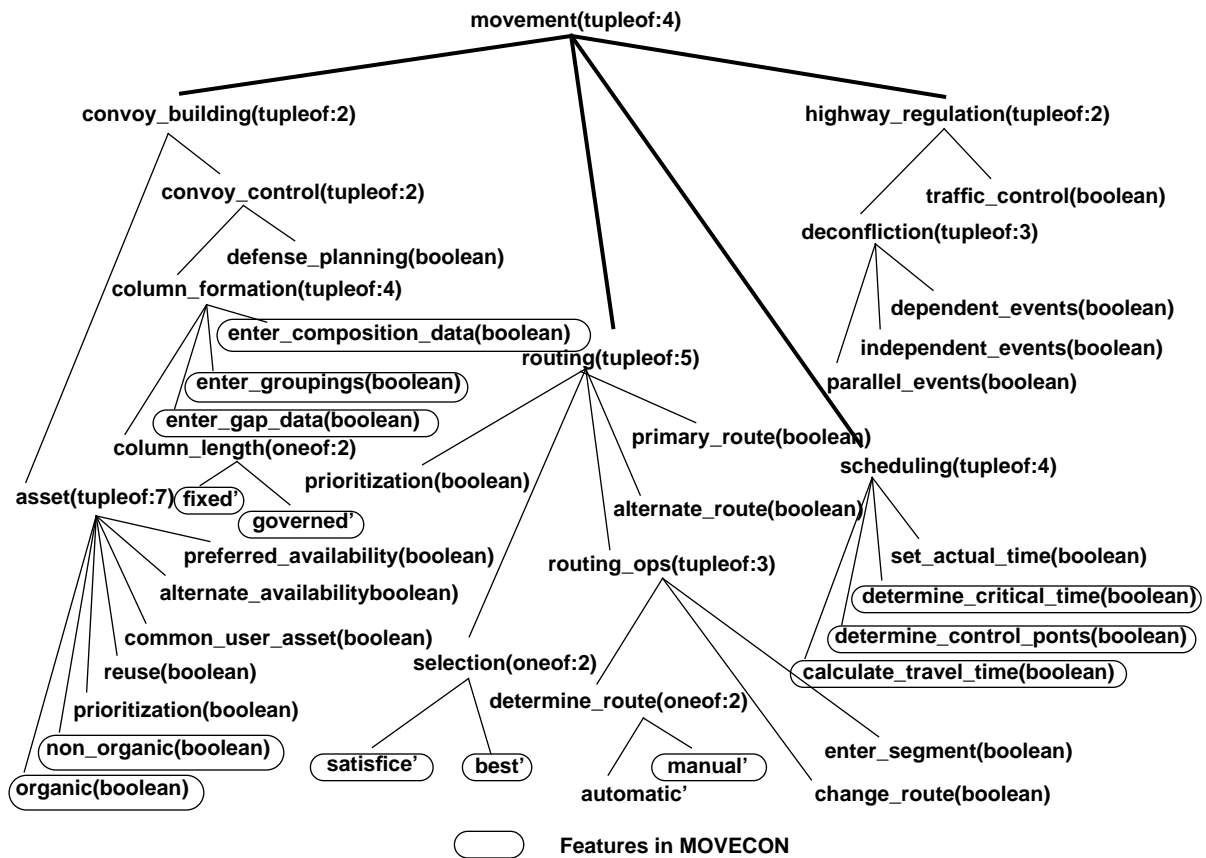 movement(tupleof:4)
convoy_building(tupleof:2)
highway_regulation(tupleof:2)
convoy_control(tupleof:2)
traffic_control(boolean)
deconfliction(tupleof:3)
defense_planning(boolean)
column_formation(tupleof:4)
dependent_events(boolean)
enter_composition_data(boolean)
independent_events(boolean)
routing(tupleof:5)
enter_groupings(boolean)
parallel_events(boolean)
enter_gap_data(boolean)
primary_route(boolean)
column_length(oneof:2)
scheduling(tupleof:4)
prioritization(boolean)
asset(tupleof:7)
fixed'
alternate_route(boolean)
governed'
preferred_availability(boolean)
set_actual_time(boolean)
routing_ops(tupleof:3)
alternate_availabilityboolean)
determine_critical_time(boolean)
common_user_asset(boolean)
determine_control_ponts(boolean)
selection(oneof:2)
reuse(boolean)
calculate_travel_time(boolean)
determine_route(oneof:2)
prioritization(boolean)
non_organic(boolean)
enter_segment(boolean)
satisfice'
best'
manual'
organic(boolean)
automatic'
change_route(boolean)
Features in MOVECON